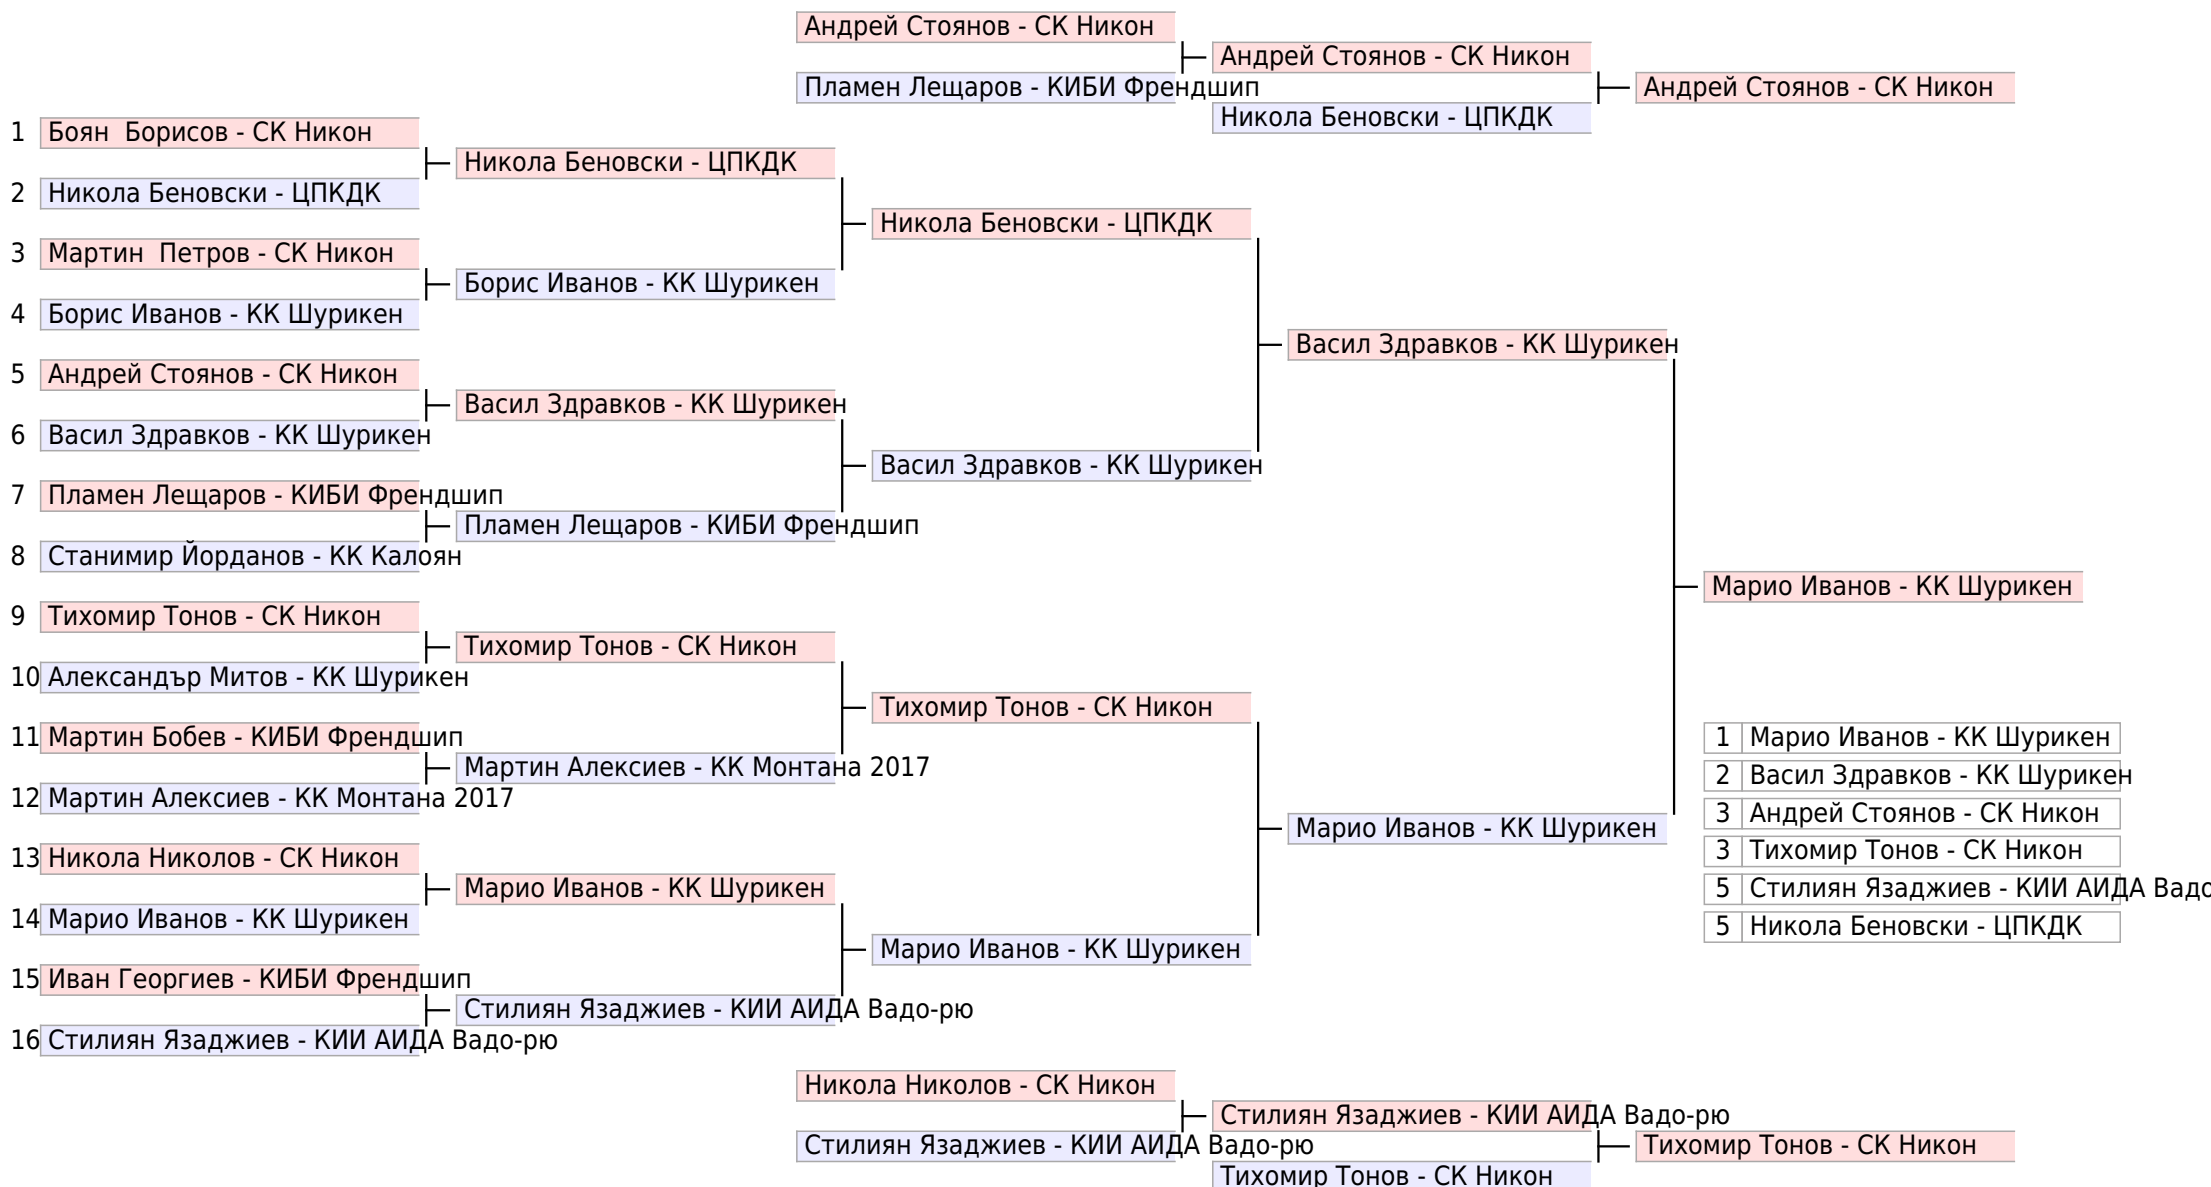 Андрей Стоянов - СК Никон
Андрей Стоянов - СК Никон
Пламен Лещаров - КИБИ Френдшип
Андрей Стоянов - СК Никон
Никола Беновски - ЦПКДК
1 Боян  Борисов - СК Никон
Никола Беновски - ЦПКДК
2 Никола Беновски - ЦПКДК
Никола Беновски - ЦПКДК
3 Мартин  Петров - СК Никон
Борис Иванов - КК Шурикен
4 Борис Иванов - КК Шурикен
Васил Здравков - КК Шурикен
5 Андрей Стоянов - СК Никон
Васил Здравков - КК Шурикен
6 Васил Здравков - КК Шурикен
Васил Здравков - КК Шурикен
7 Пламен Лещаров - КИБИ Френдшип
Пламен Лещаров - КИБИ Френдшип
8 Станимир Йорданов - КК Калоян
Марио Иванов - КК Шурикен
9 Тихомир Тонов - СК Никон
Тихомир Тонов - СК Никон
10 Александър Митов - КК Шурикен
Тихомир Тонов - СК Никон
11 Мартин Бобев - КИБИ Френдшип
Мартин Алексиев - КК Монтана 2017
12 Мартин Алексиев - КК Монтана 2017
Марио Иванов - КК Шурикен
13 Никола Николов - СК Никон
Марио Иванов - КК Шурикен
14 Марио Иванов - КК Шурикен
Марио Иванов - КК Шурикен
15 Иван Георгиев - КИБИ Френдшип
Стилиян Язаджиев - КИИ АИДА Вадо-рю
16 Стилиян Язаджиев - КИИ АИДА Вадо-рю
1 Марио Иванов - КК Шурикен
2 Васил Здравков - КК Шурикен
3 Андрей Стоянов - СК Никон
3 Тихомир Тонов - СК Никон
5 Стилиян Язаджиев - КИИ АИДА Вадо
5 Никола Беновски - ЦПКДК
Никола Николов - СК Никон
Стилиян Язаджиев - КИИ АИДА Вадо-рю
Стилиян Язаджиев - КИИ АИДА Вадо-рю
Тихомир Тонов - СК Никон
Тихомир Тонов - СК Никон